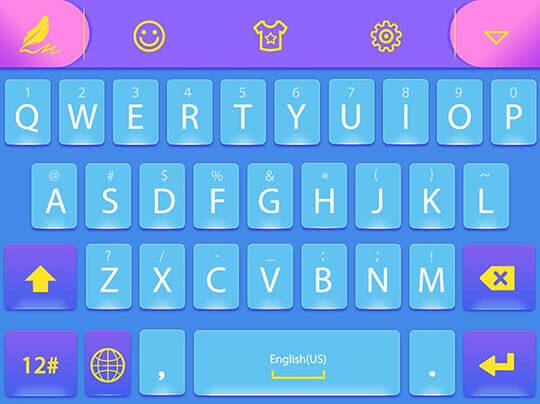 1 2 3 4 5 6 7 8 9 0
Q W E R T Y U I O P
@ # $ % & * ( ) ~
A S D F G H J K L
? / - _ : ; !
Z X C V B N M
12# , English(US) .